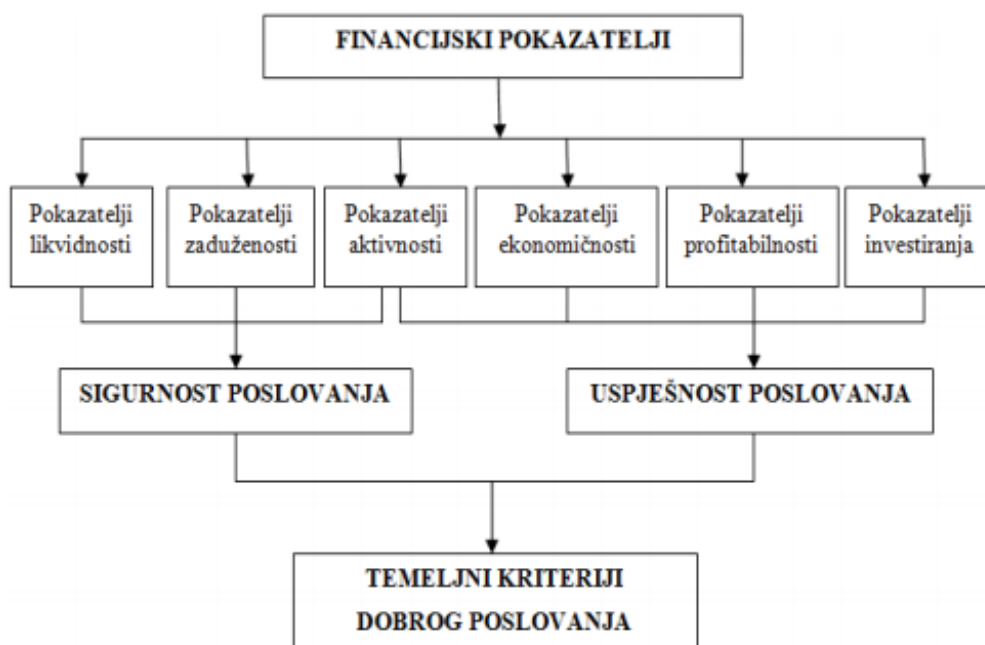 FINANCIJSKI POKAZATELJI
Pokazatelji
likvidnosti
Pokazatelji
zaduženosti
Pokazatelji
aktivnosti
Pokazatelji
ekonomičnosti
Pokazatelji
profitabilnosti
Pokazatelji
investiranja
SIGURNOST POSLOVANJA
USPJEŠNOST POSLOVANJA
TEMELJNI KRITERIJI
DOBROG POSLOVANJA